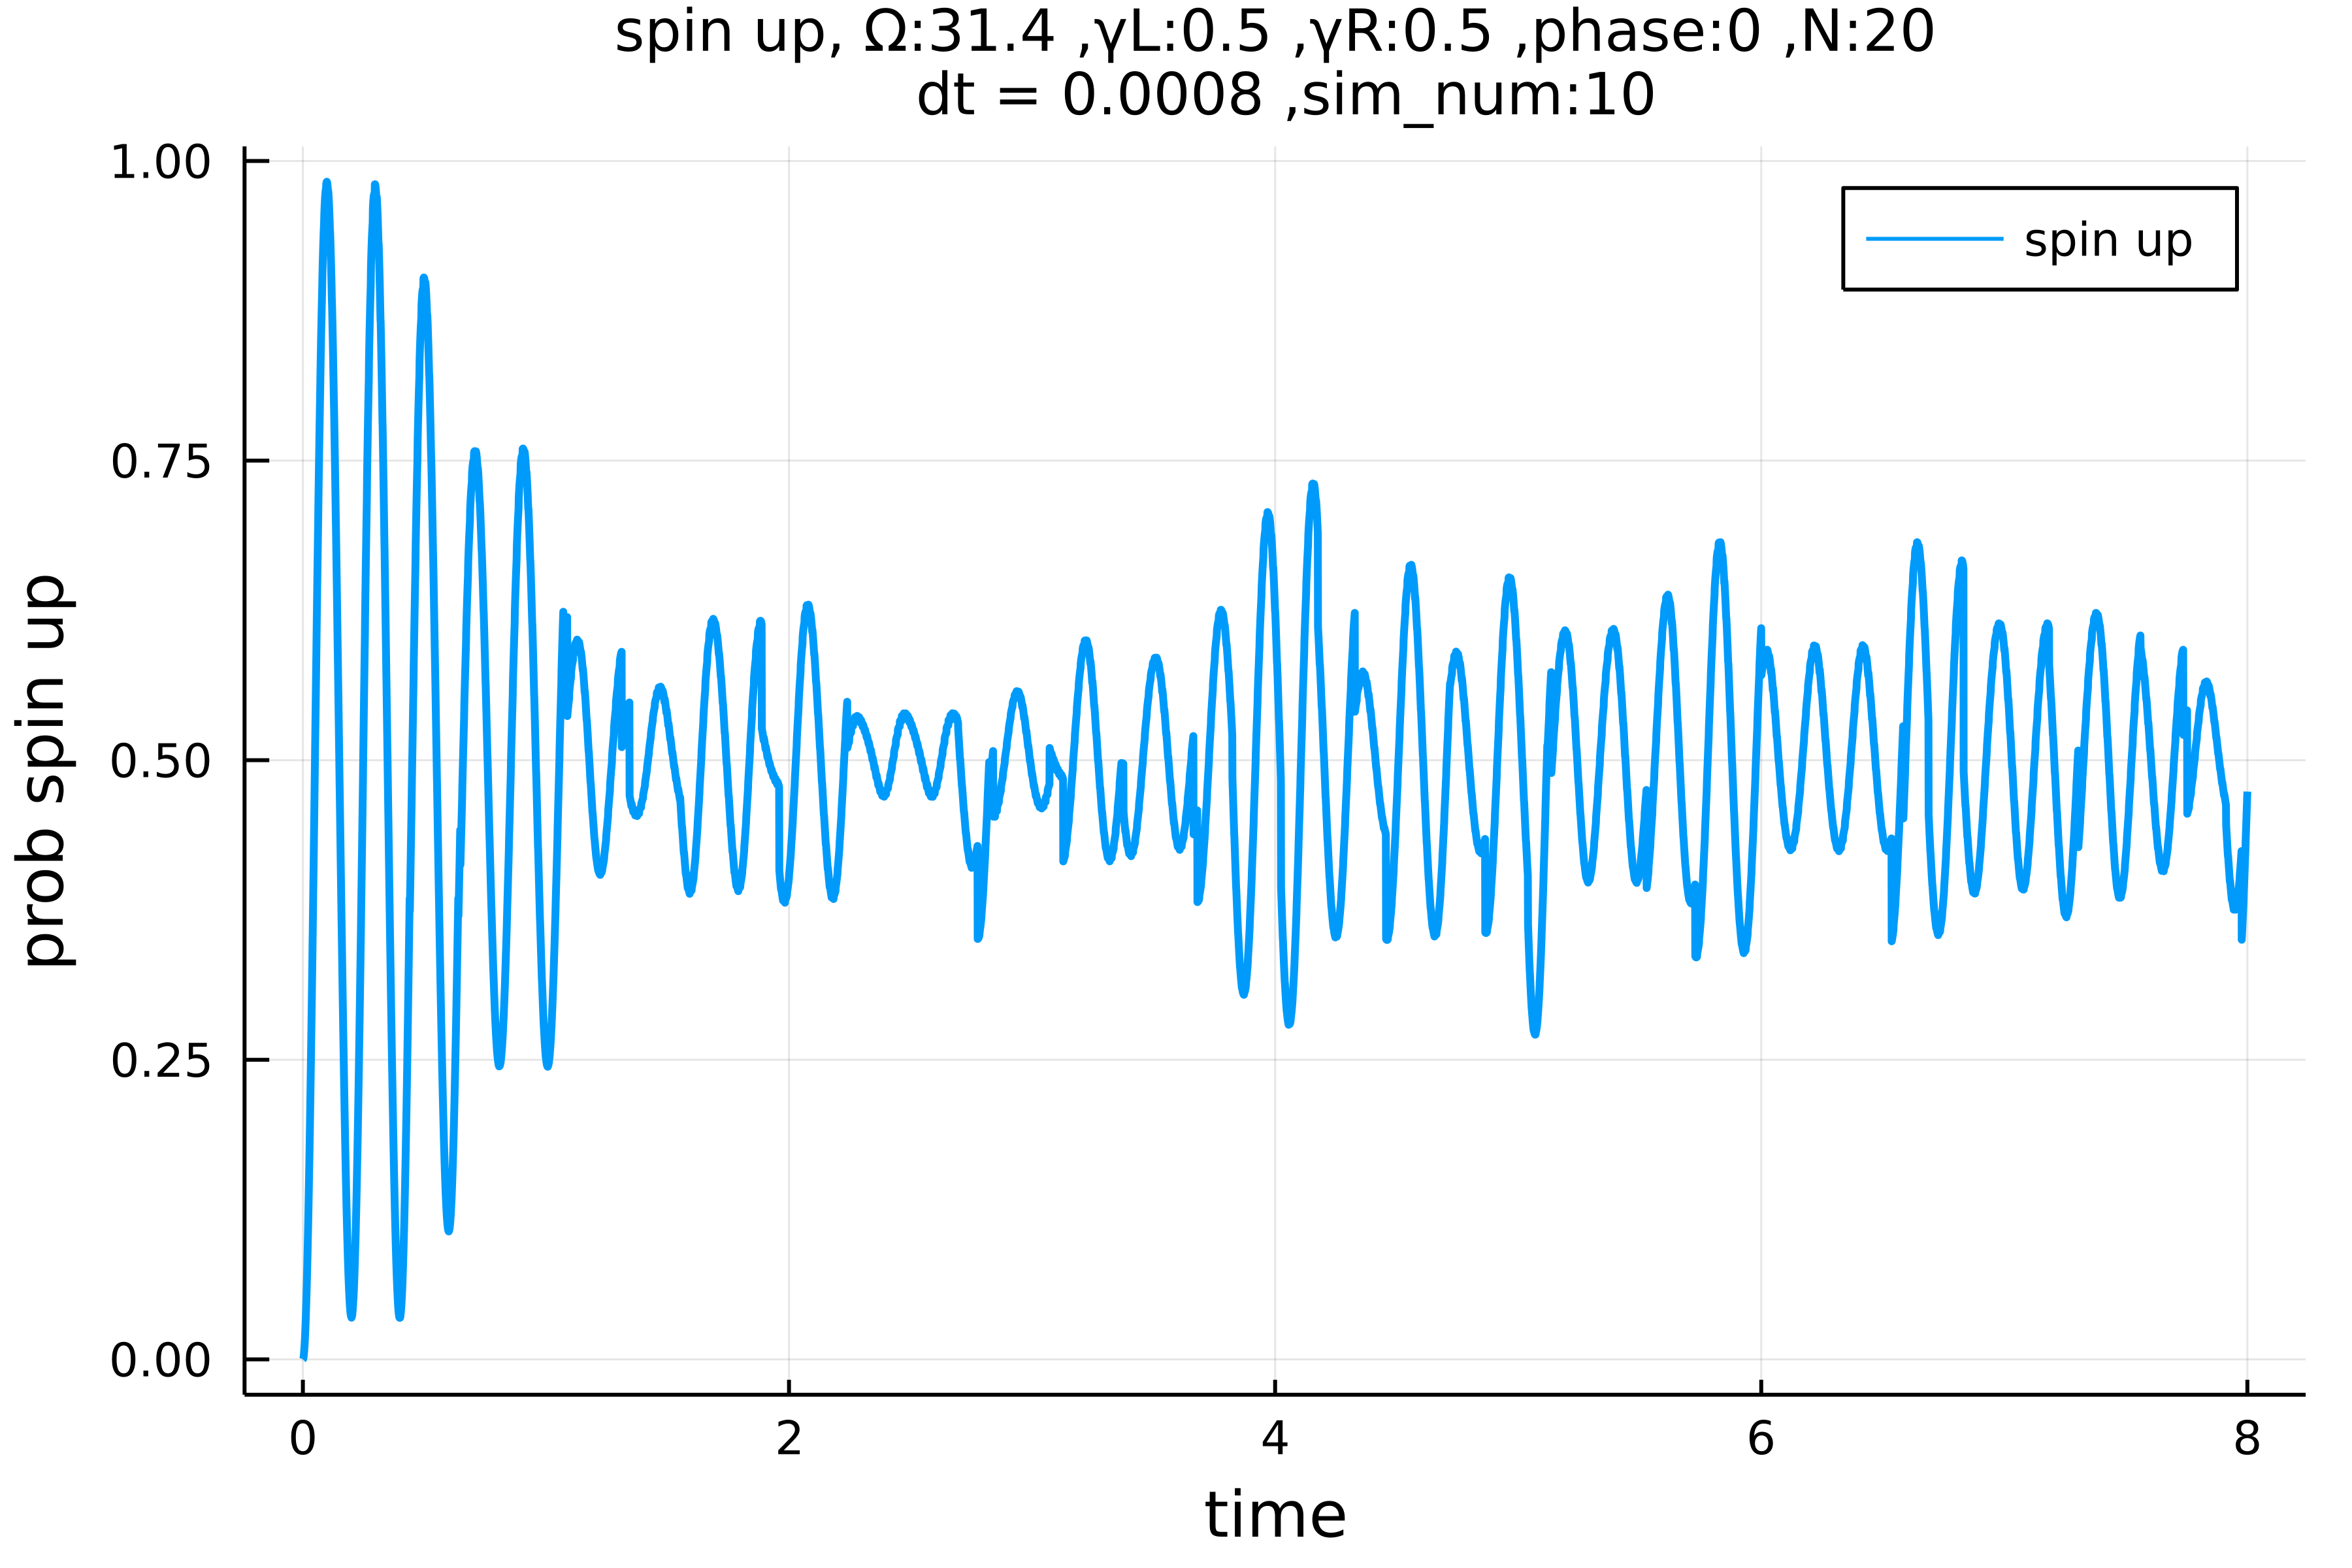 spin up, Ω:31.4 ,γL:0.5 ,γR:0.5 ,phase:0 ,N:20
dt = 0.0008 ,sim_num:10
1.00
0.75
0.50
0.25
0.00
prob spin up
spin up
0 2 4 6 8
time